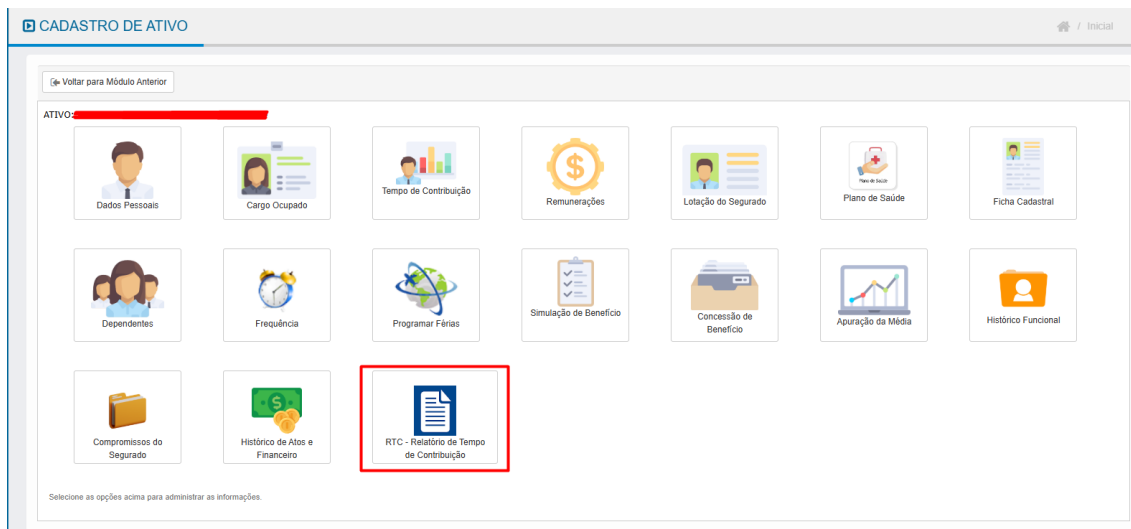 CADASTRO DE ATIVO
/ Inicial
Voltar para Módulo Anterior
ATIVO:
Dados Pessoais
Cargo Ocupado
Tempo de Contribuição
Remunerações
Lotação do Segurado
Plano de Saúde
Plano de Saúde
Ficha Cadastral
Dependentes
Frequência
Programar Férias
Simulação de Benefício
Concessão de
Benefício
Apuração da Média
Histórico Funcional
Compromissos do
Segurado
Histórico de Atos e
Financeiro
RTC - Relatório de Tempo
de Contribuição
Selecione as opções acima para administrar as informações.